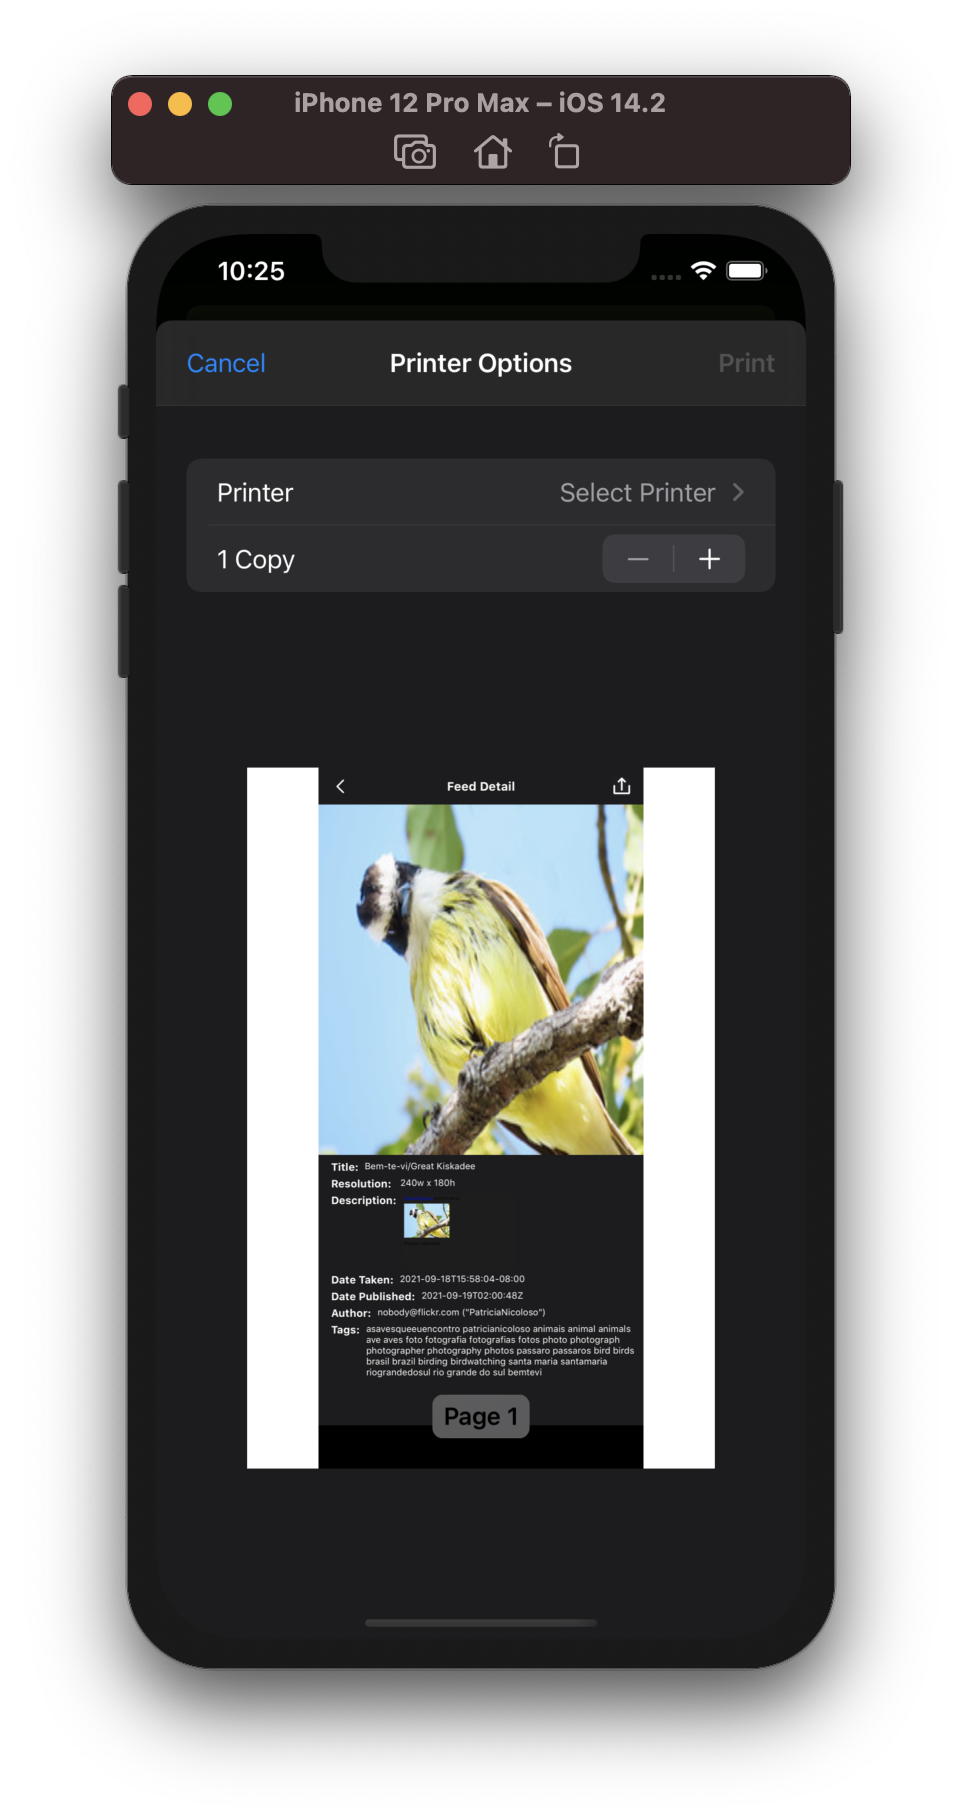 iPhone 12 Pro Max – iOS 14.2
10:25
Cancel Printer Options Print
Printer Select Printer
1 Copy
Feed Detail
Title: Bem-te-vi/Great Kiskadee
Resolution: 240w x 180h
Description:
Date Taken: 2021-09-18T15:58:04-08:00
Date Published: 2021-09-19T02:00:48Z
Author: nobody@flickr.com ("PatriciaNicoloso")
Tags: asavesqueeuencontro patricianicoloso animais animal animals
ave aves foto fotografia fotografias fotos photo photograph
photographer photography photos passaro passaros bird birds
brasil brazil birding birdwatching santa maria santamaria
riograndedosul rio grande do sul bemtevi
Page 1